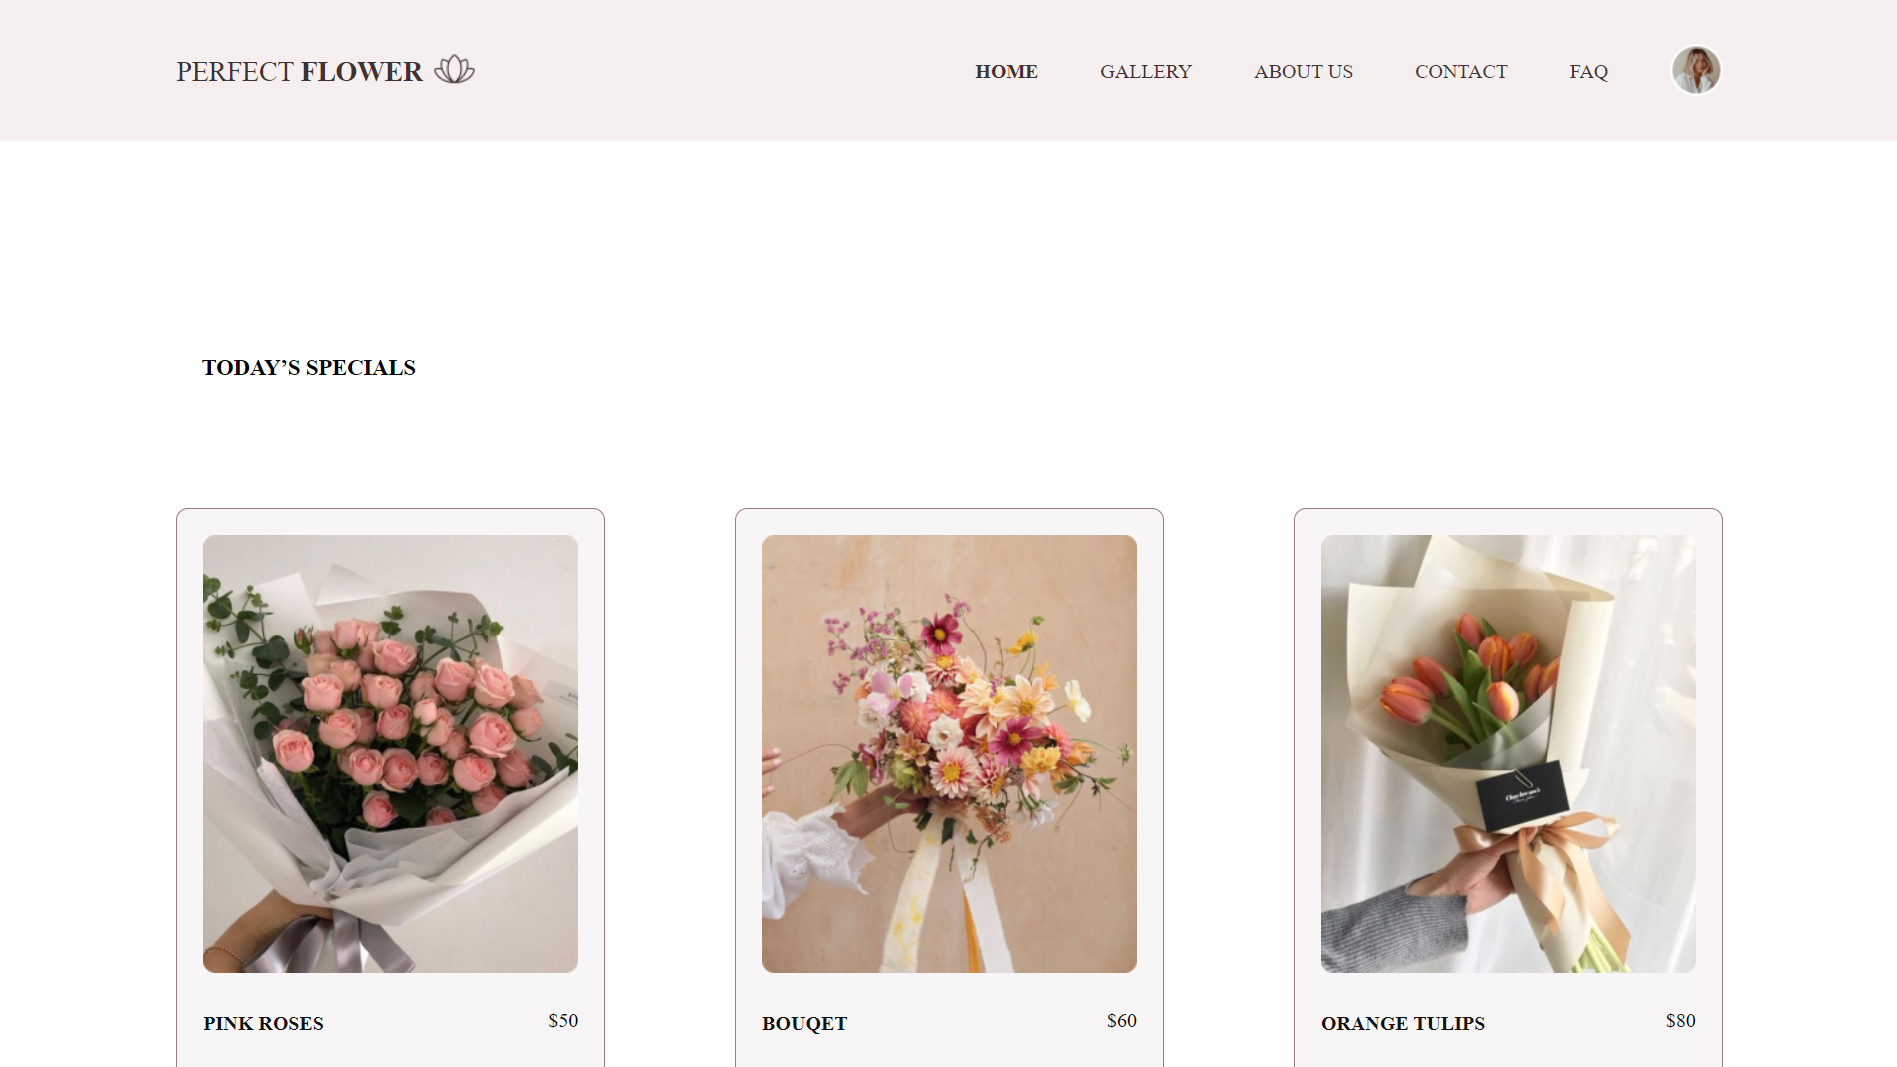 PERFECT FLOWER
HOME GALLERY ABOUT US CONTACT FAQ
TODAY’S SPECIALS
PINK ROSES $50
BOUQET $60
ORANGE TULIPS $80